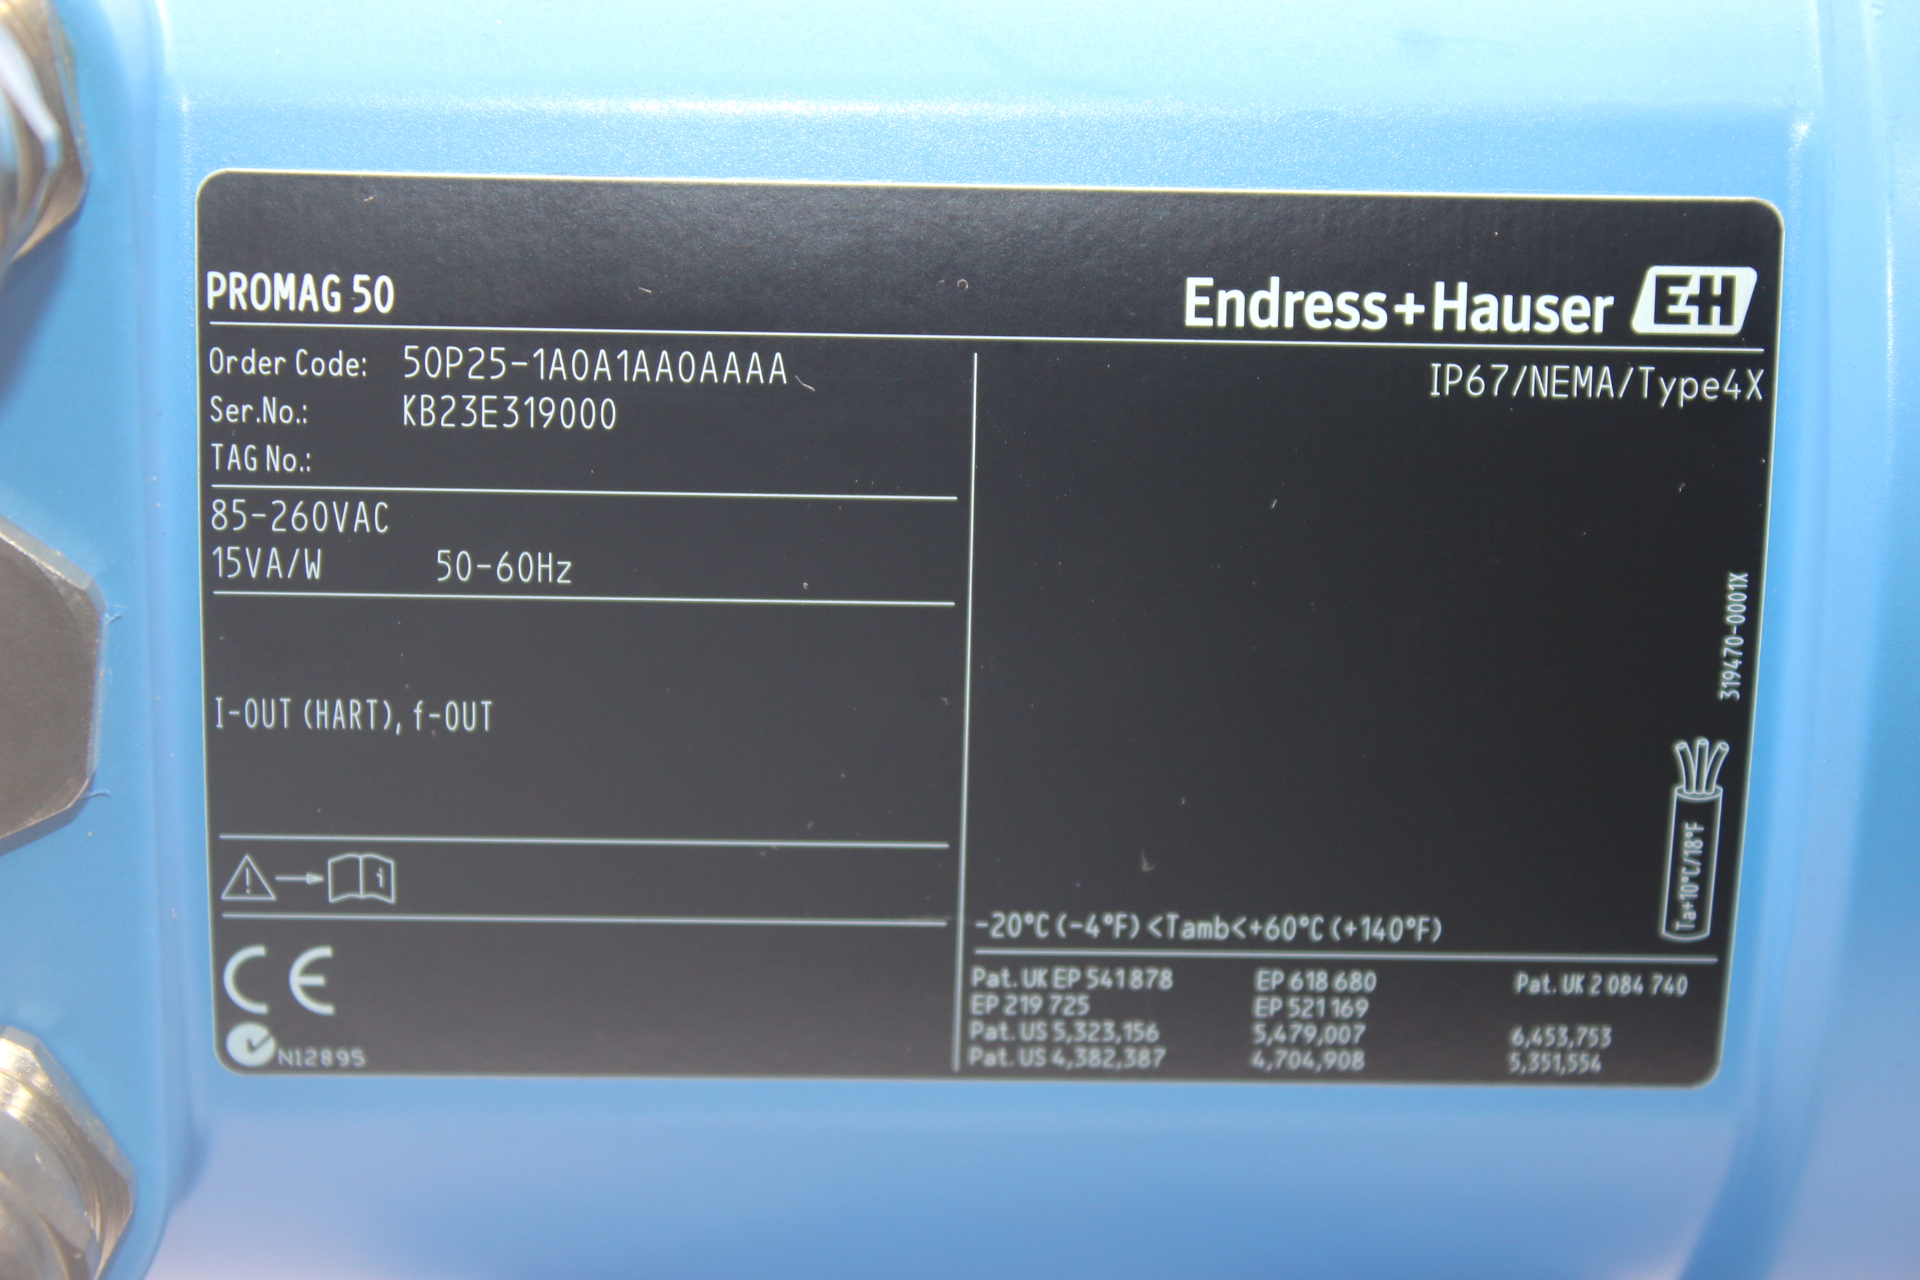 PROMAG 50
Endress+Hauser EH
Order Code: 50P25-1A0A1AA0AAAA
Ser.No.: KB23E319000
TAG No.:
85-260VAC
15VA/W 50-60Hz
I-OUT (HART), f-OUT
i
CE
N12895
IP67/NEMA/Type4X
319470-0001X
Ta+10°C/18°F
-20°C (-4°F) <Tamb<+60°C (+140°F)
Pat. UK EP 541 878 EP 618 680 Pat. UK 2 084 740
EP 219 725 EP 521 169
Pat. US 5,323,156 5,479,007 6,453,753
Pat. US 4,382,387 4,704,908 5,351,554